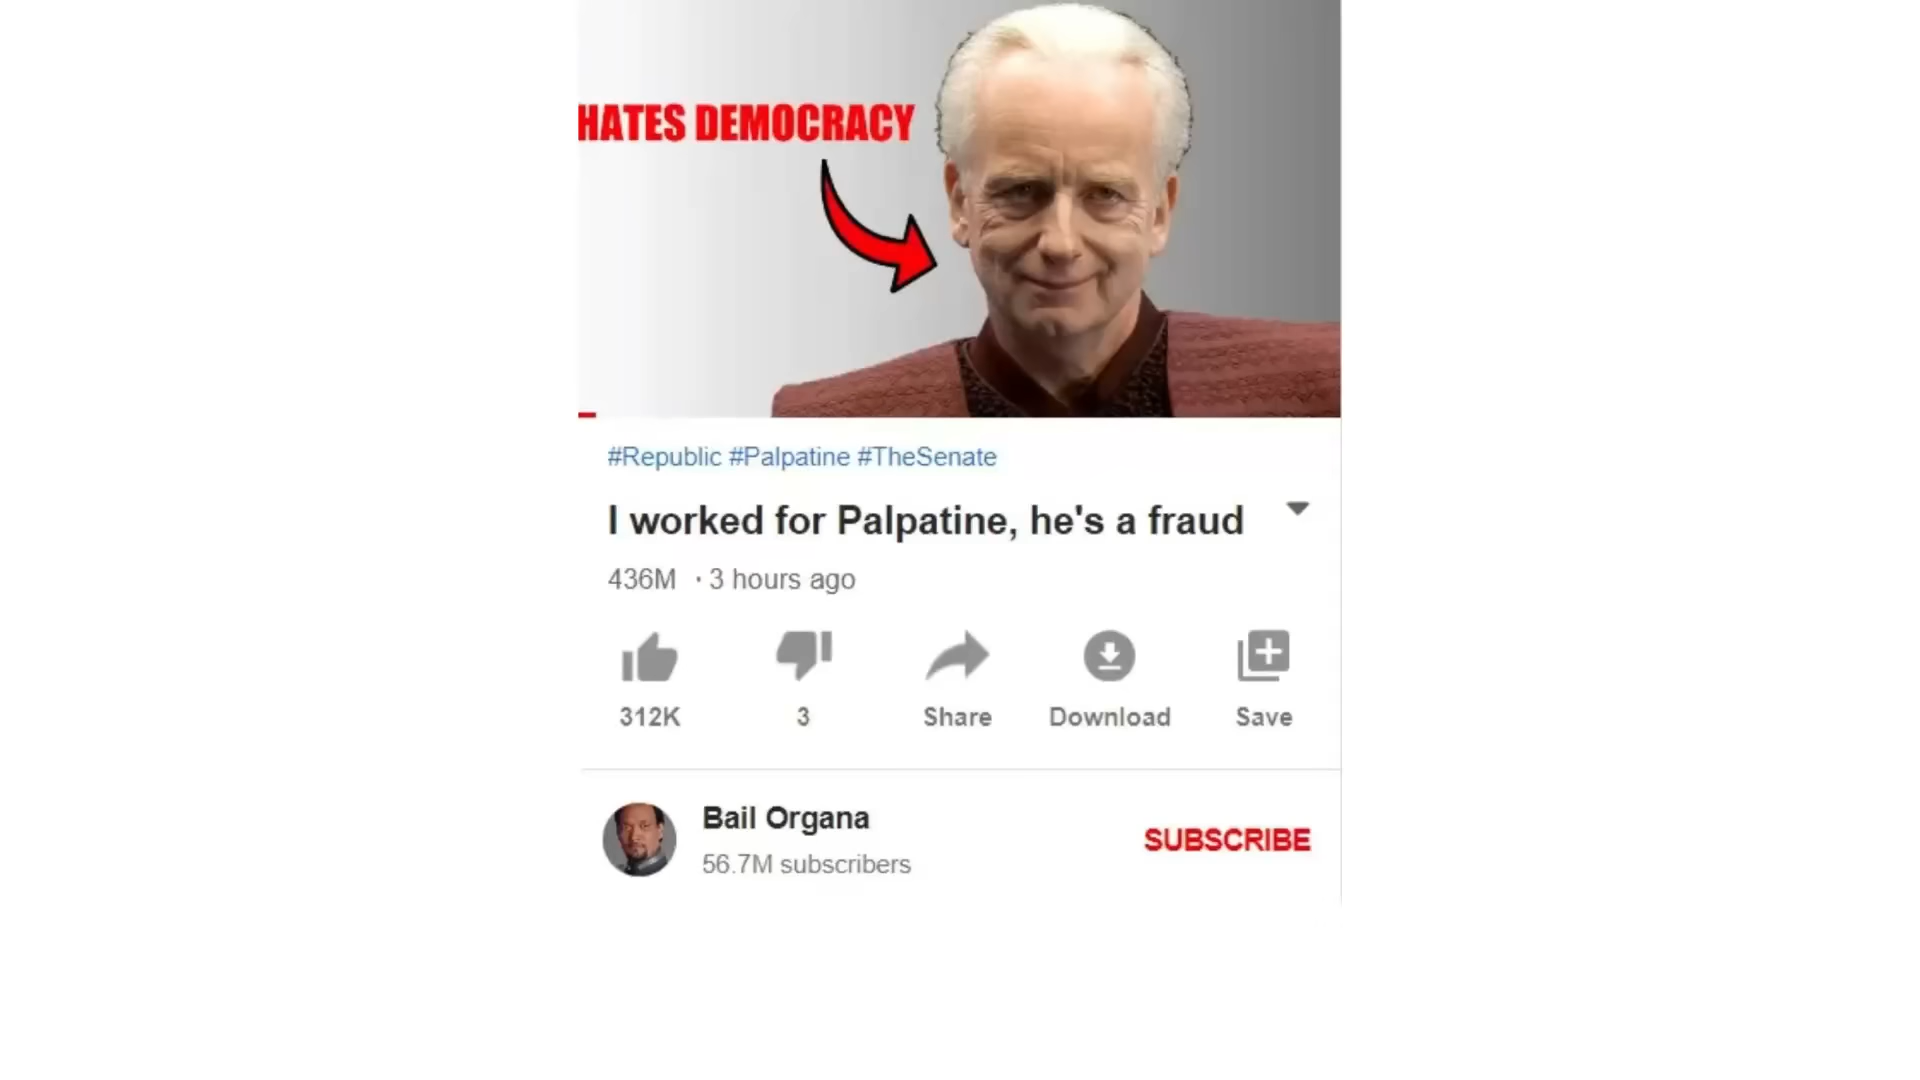 HATES DEMOCRACY
#Republic #Palpatine #TheSenate
I worked for Palpatine, he's a fraud
436M · 3 hours ago
312K
3
Share
Download
Save
Bail Organa
SUBSCRIBE
56.7M subscribers